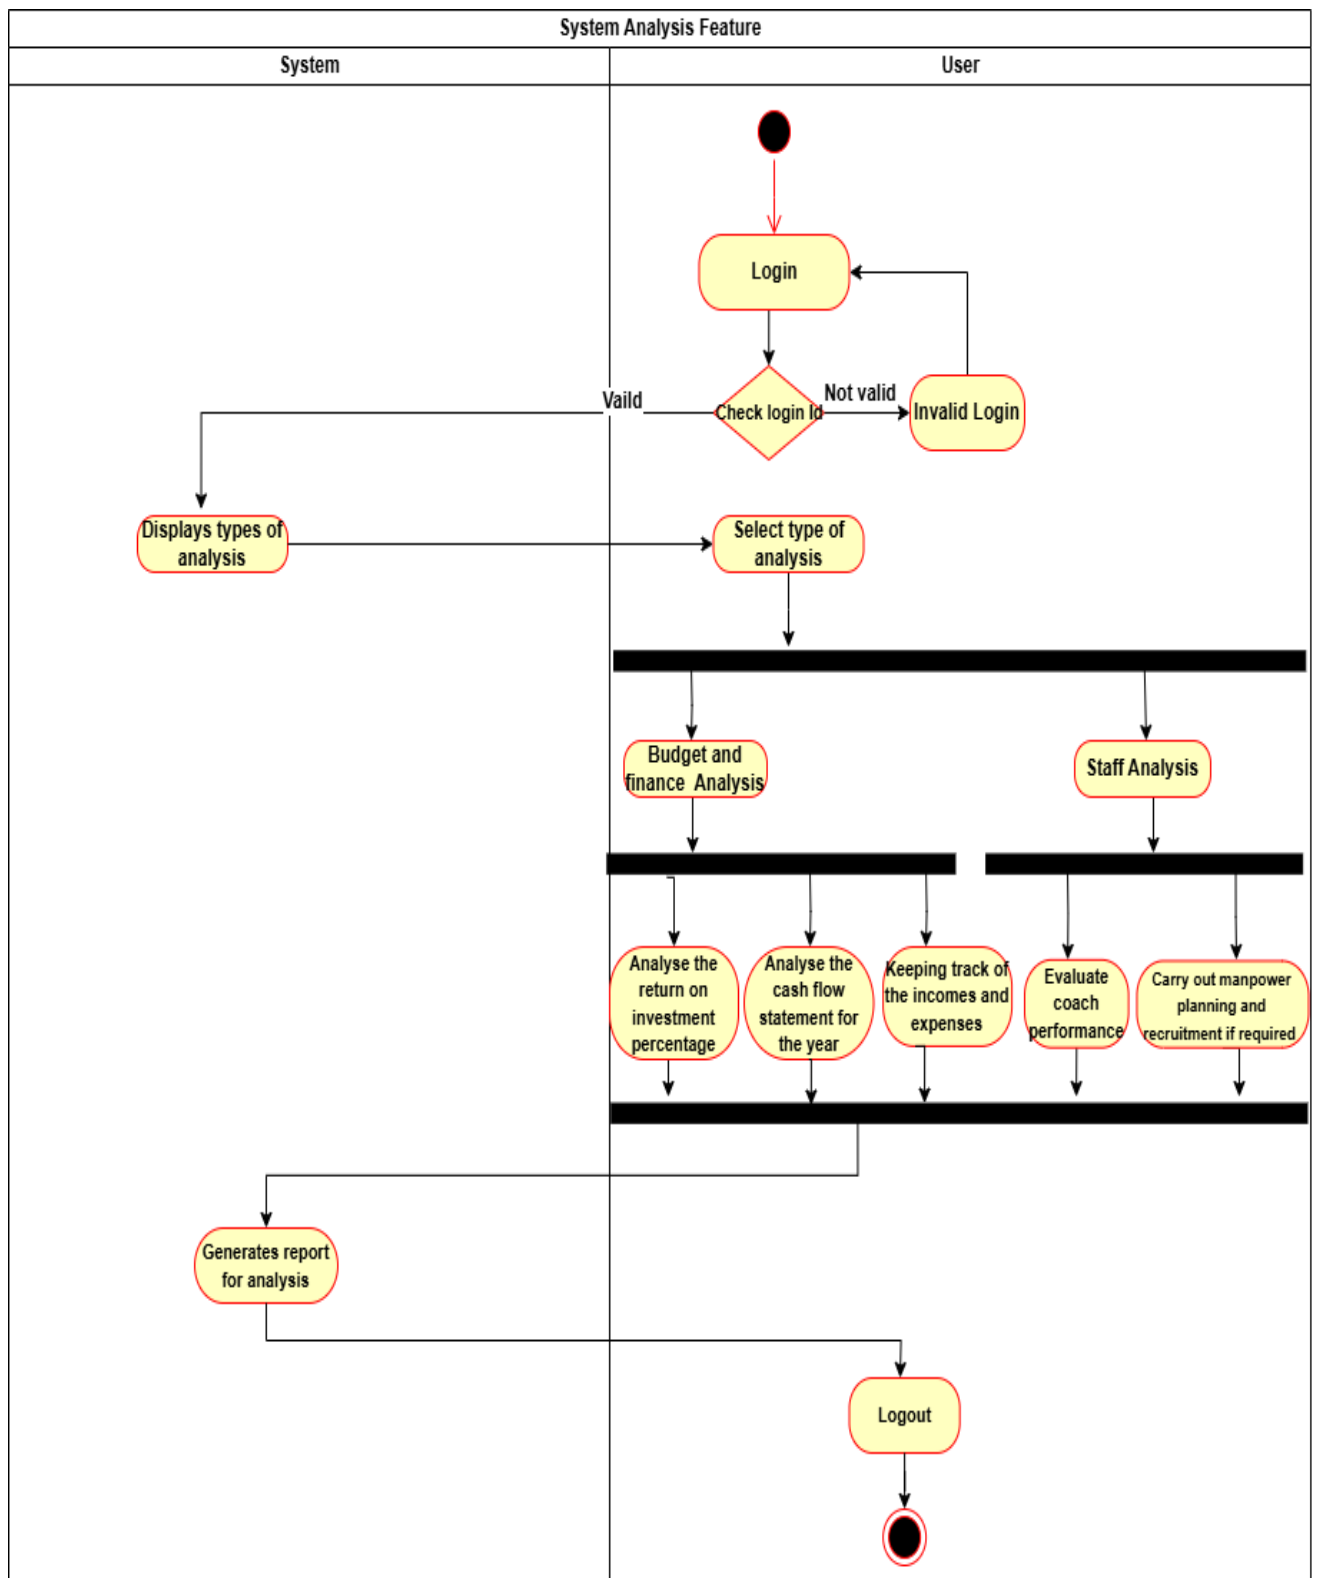 System Analysis Feature
System
User
Login
Vaild
Check login Id
Not valid
Invalid Login
Displays types of
analysis
Select type of
analysis
Budget and
finance Analysis
Staff Analysis
Analyse the
return on
investment
percentage
Analyse the
cash flow
statement for
the year
Keeping track of
the incomes and
expenses
Evaluate
coach
performance
Carry out manpower
planning and
recruitment if required
Generates report
for analysis
Logout